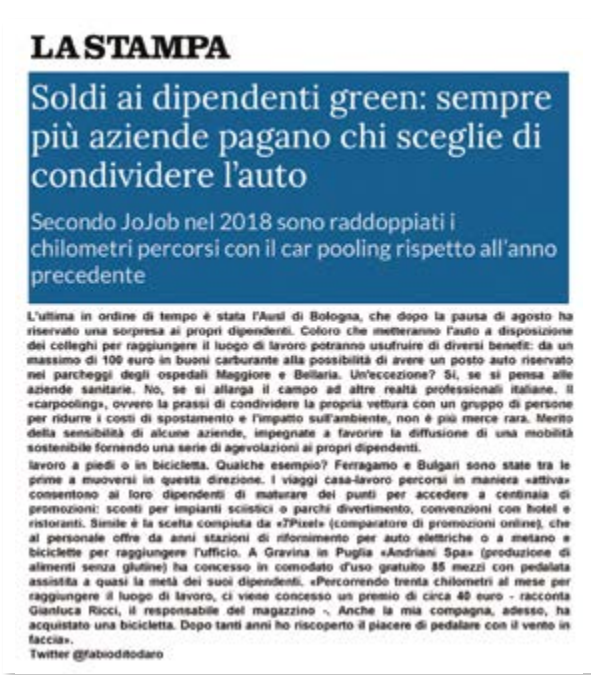 LA STAMPA
Soldi ai dipendenti green: sempre
più aziende pagano chi sceglie di
condividere l'auto
Secondo JoJob nel 2018 sono raddoppiati i
chilometri percorsi con il car pooling rispetto all'anno
precedente
L'ultima in ordine di tempo è stata l'Ausl di Bologna, che dopo la pausa di agosto ha
riservato una sorpresa ai propri dipendenti. Coloro che metteranno l'auto a disposizione
dei colleghi per raggiungere il luogo di lavoro potranno usufruire di diversi benefit: da un
massimo di 100 euro in buoni carburante alla possibilità di avere un posto auto riservato
nei parcheggi degli ospedali Maggiore e Bellaria. Un'eccezione? Sì, se si pensa alle
aziende sanitarie. No, se si allarga il campo ad altre realtà professionali italiane. Il
«carpooling», ovvero la prassi di condividere la propria vettura con un gruppo di persone
per ridurre i costi di spostamento e l'impatto sull'ambiente, non è più merce rara. Merito
della sensibilità di alcune aziende, impegnate a favorire la diffusione di una mobilità
sostenibile fornendo una serie di agevolazioni ai propri dipendenti.
lavoro a piedi o in bicicletta. Qualche esempio? Ferragamo e Bulgari sono state tra le
prime a muoversi in questa direzione. I viaggi casa-lavoro percorsi in maniera «attiva»
consentono ai loro dipendenti di maturare dei punti per accedere a centinaia di
promozioni: sconti per impianti sciistici o parchi divertimento, convenzioni con hotel e
ristoranti. Simile è la scelta compiuta da «7Pixel» (comparatore di promozioni online), che
al personale offre da anni stazioni di rifornimento per auto elettriche o a metano e
biciclette per raggiungere l'ufficio. A Gravina in Puglia «Andriani Spa» (produzione di
alimenti senza glutine) ha concesso in comodato d'uso gratuito 85 mezzi con pedalata
assistita a quasi la metà dei suoi dipendenti. «Percorrendo trenta chilometri al mese per
raggiungere il luogo di lavoro, ci viene concesso un premio di circa 40 euro - racconta
Gianluca Ricci, il responsabile del magazzino -. Anche la mia compagna, adesso, ha
acquistato una bicicletta. Dopo tanti anni ho riscoperto il piacere di pedalare con il vento in
faccia».
Twitter @fabioditodaro